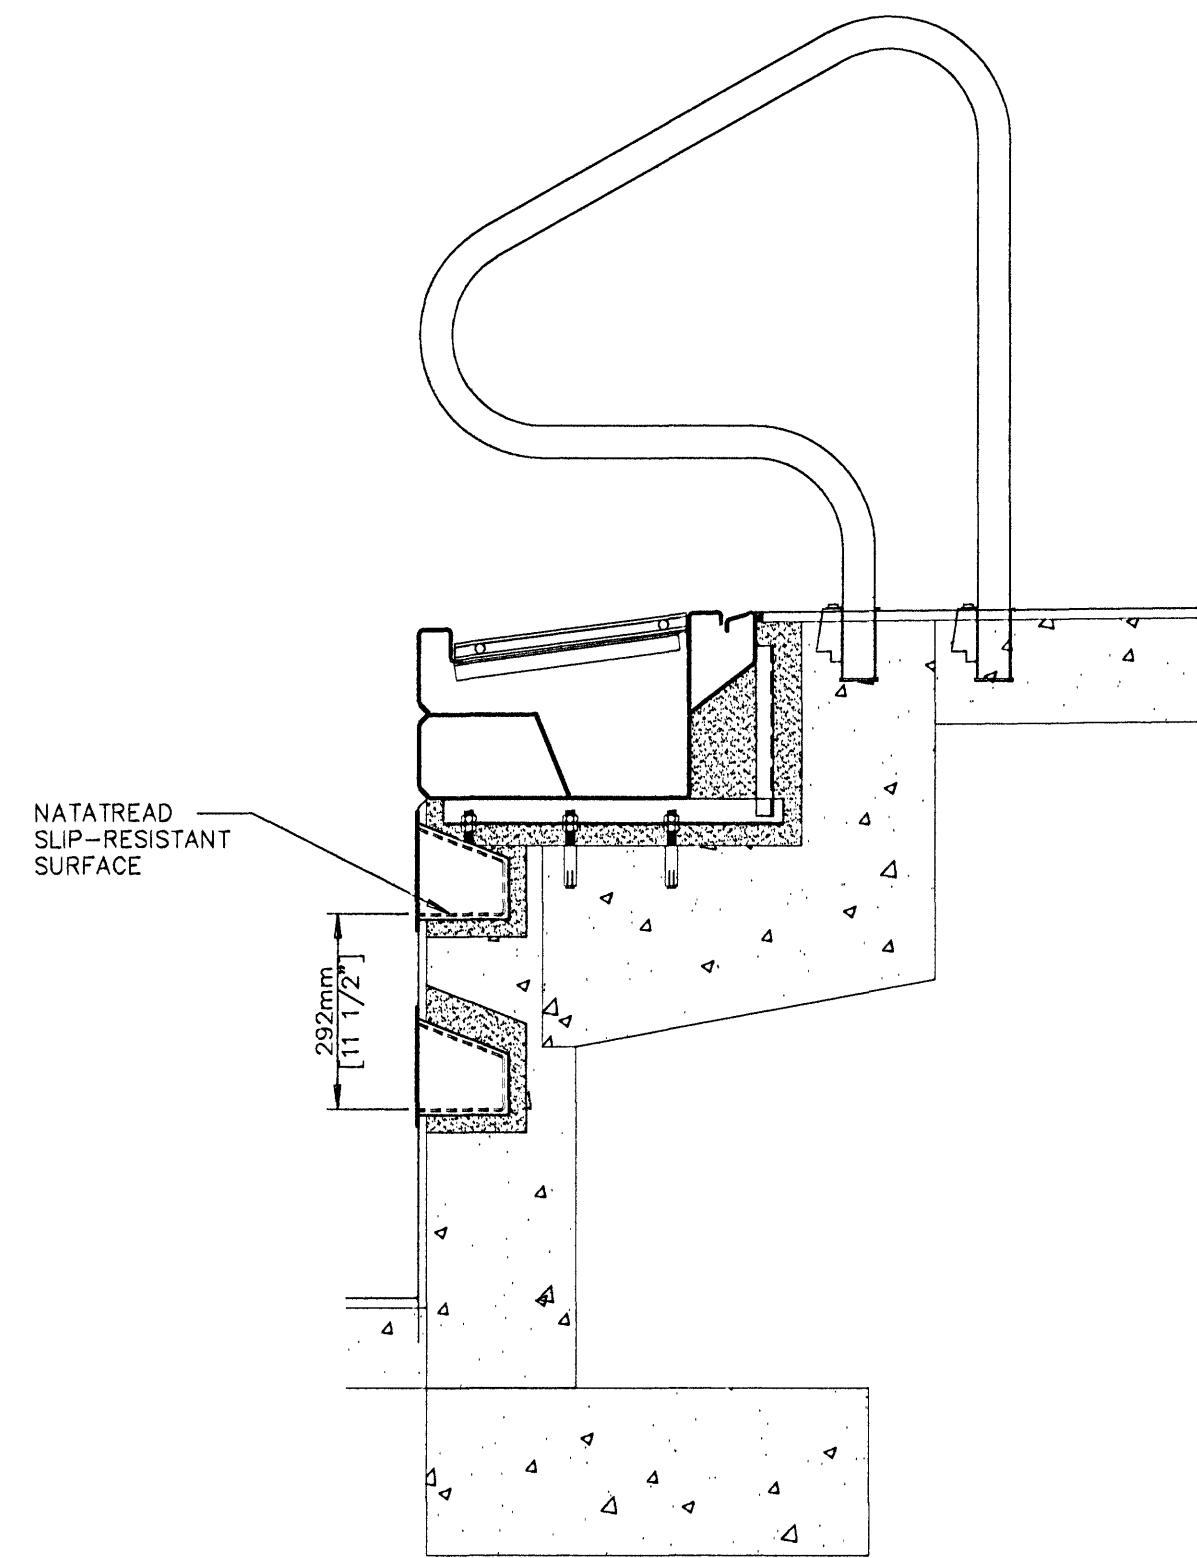 NATATREAD
SLIP-RESISTANT
SURFACE
292mm
[11 1/2"]